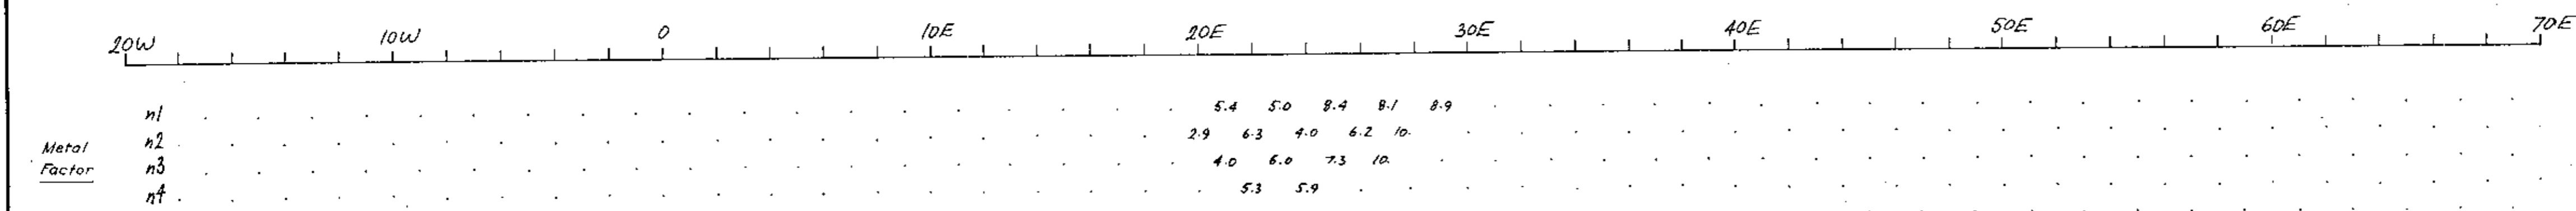 20W 10W 0 10E 20E 30E 40E 50E 60E 70E
n1 5.4 5.0 8.4 8.1 8.9
n2 2.9 6.3 4.0 6.2 10.
Metal
Factor
n3 4.0 6.0 7.3 10.
n4 5.3 5.9